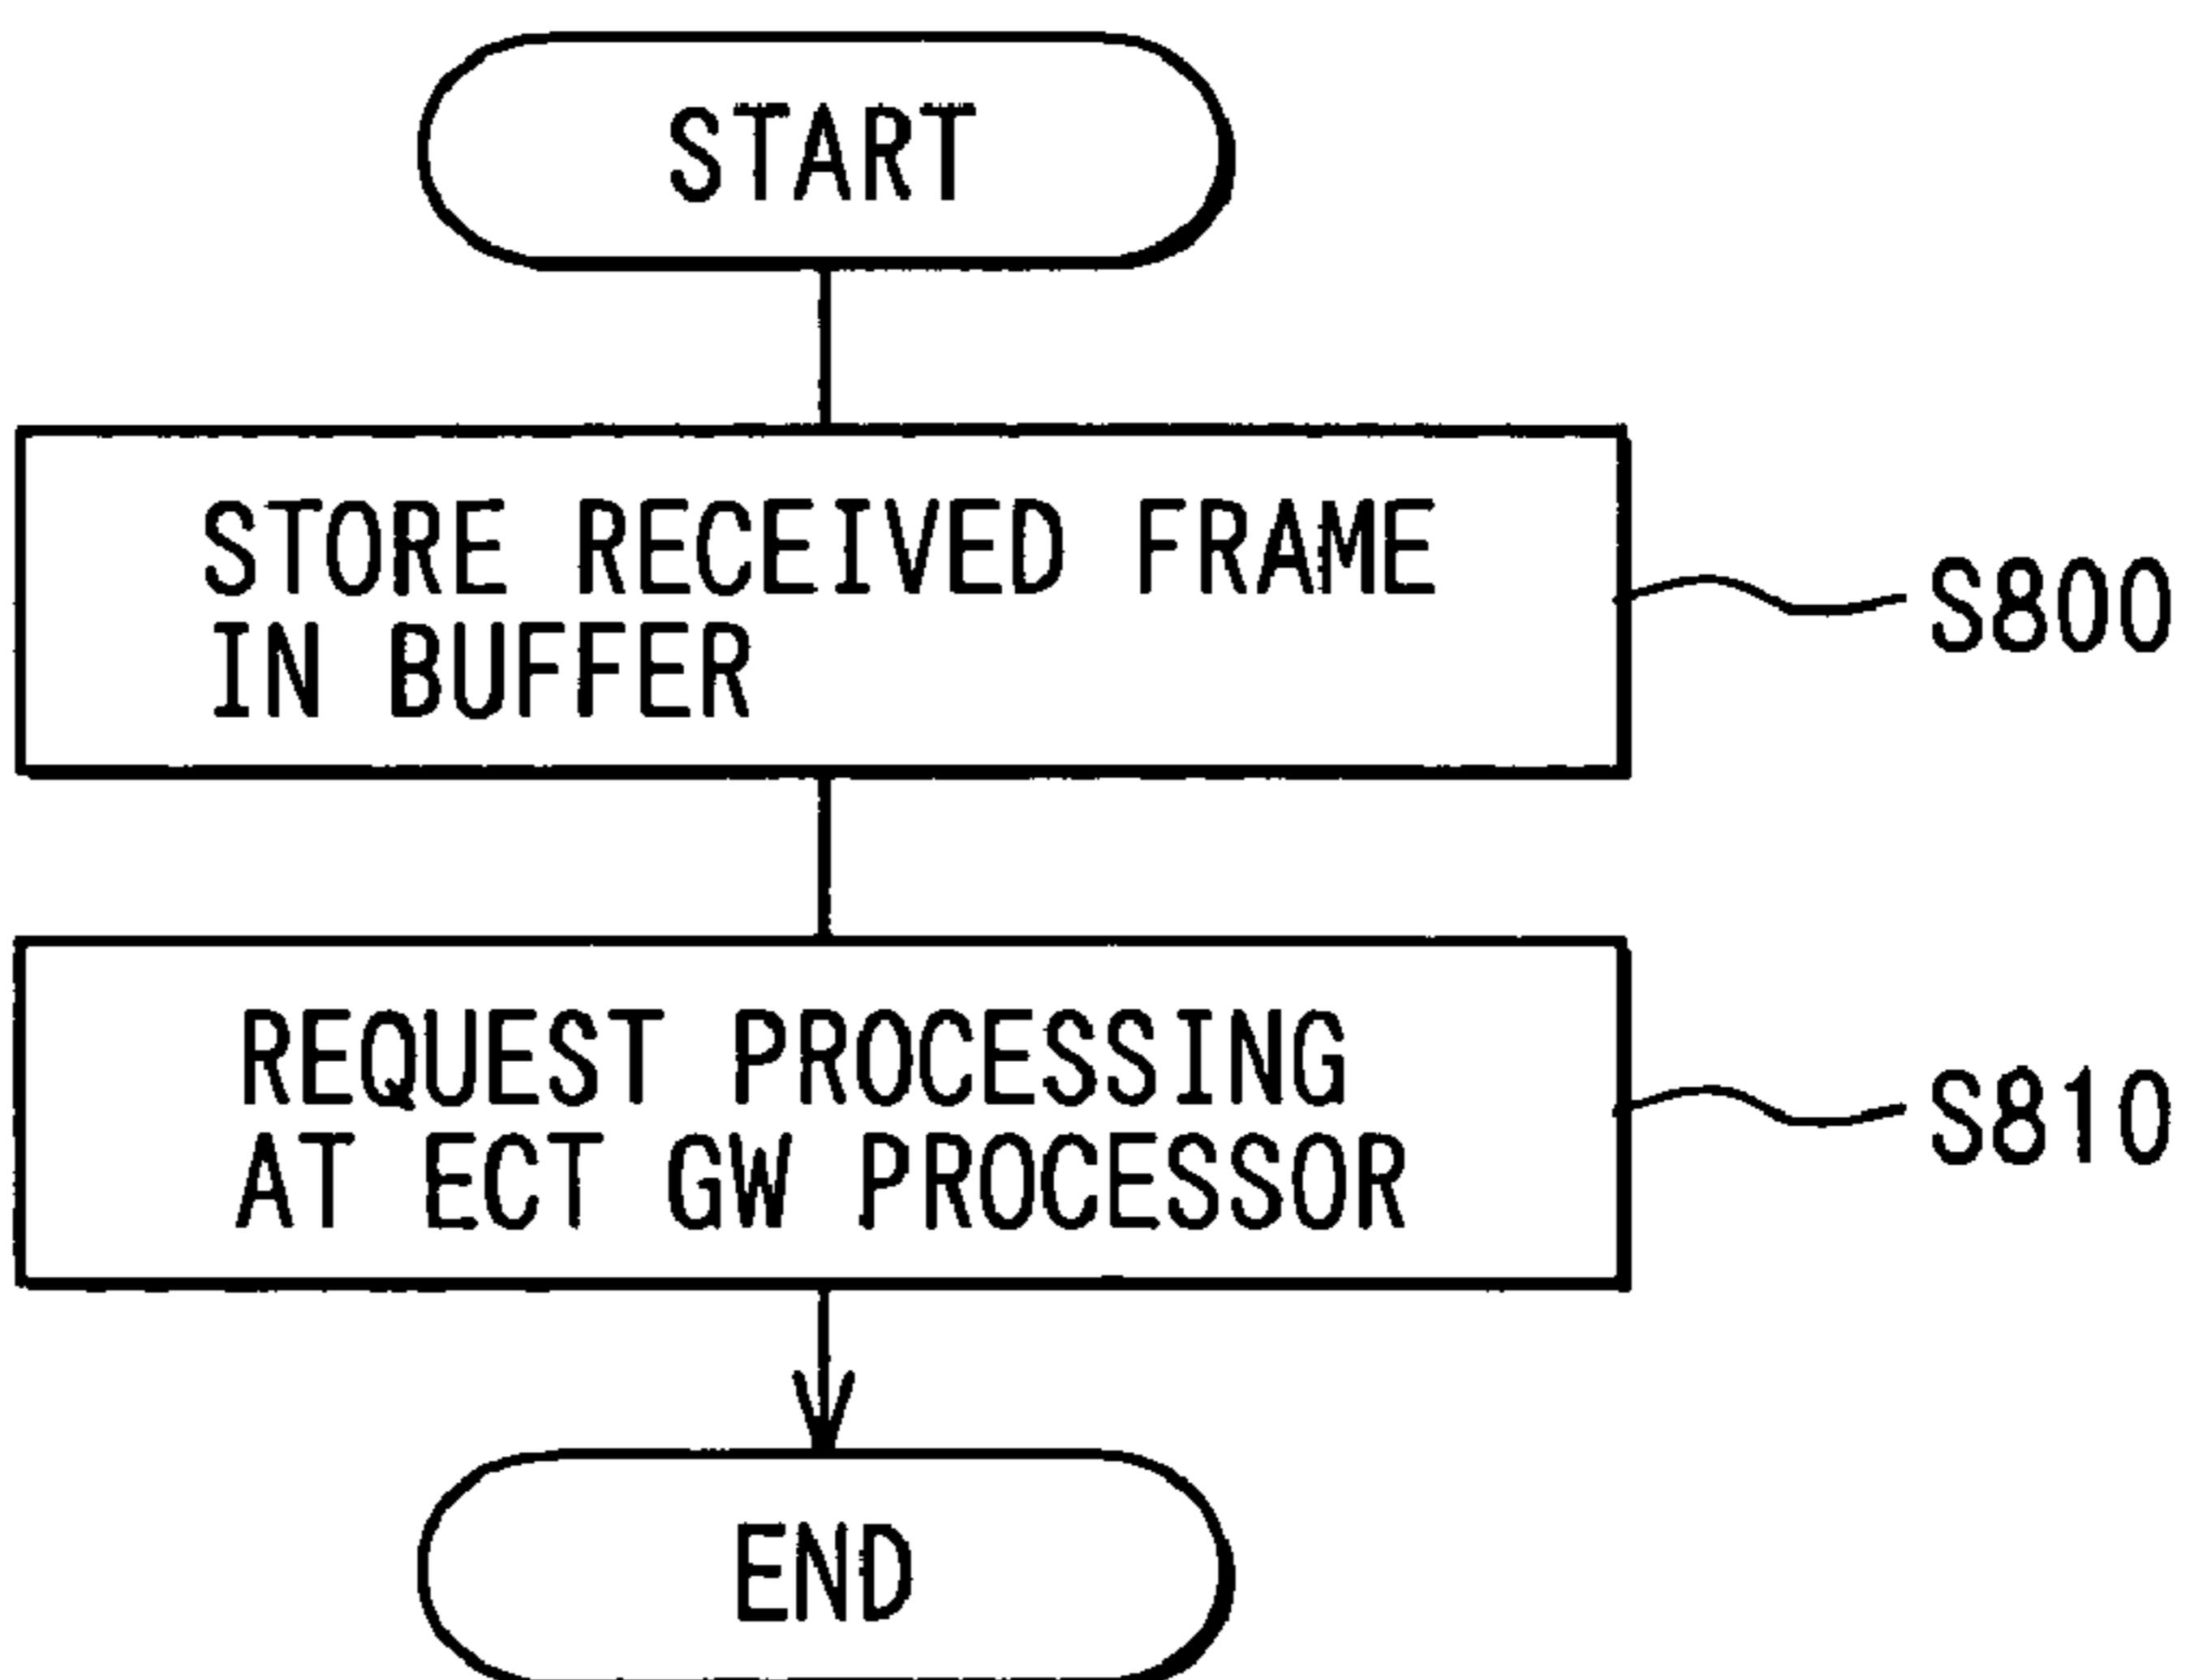 START
STORE RECEIVED FRAME
IN BUFFER
S800
REQUEST PROCESSING
AT ECT GW PROCESSOR
S810
END